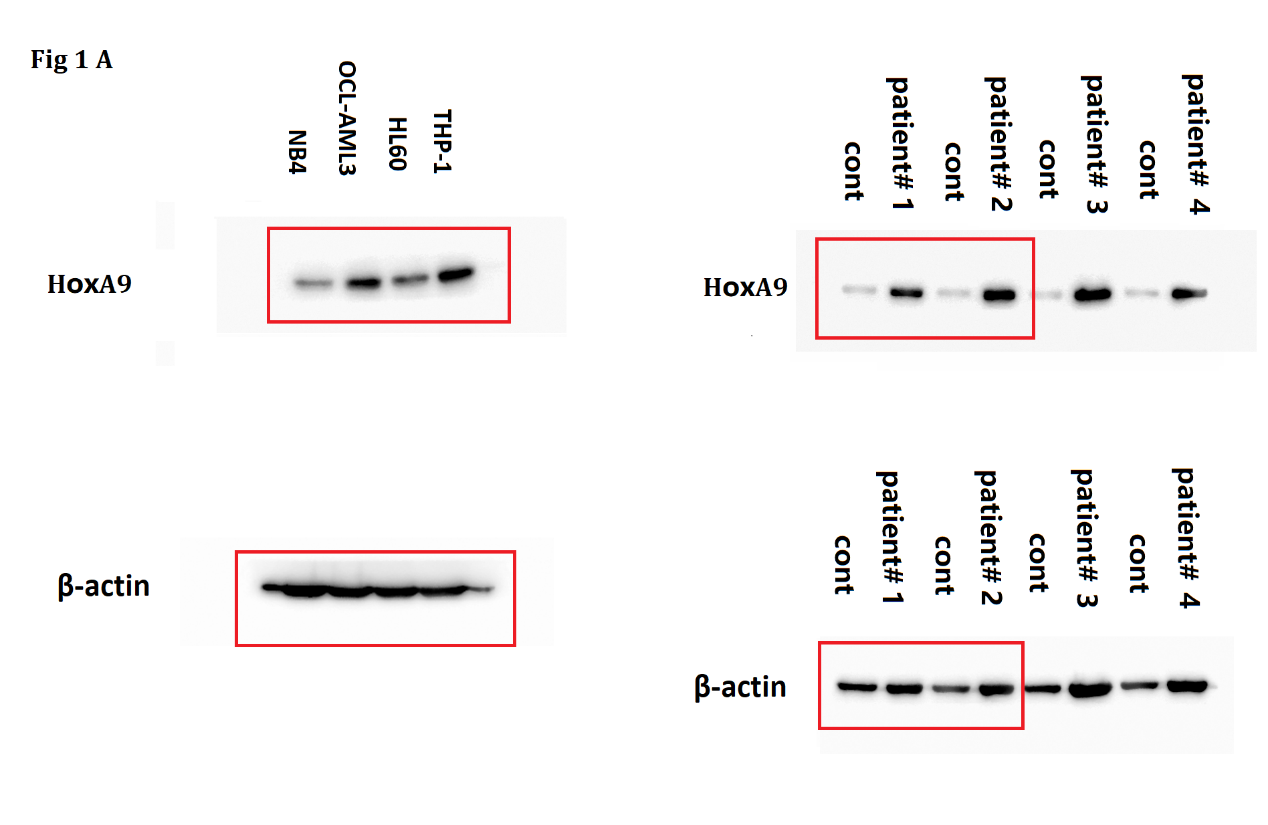 Fig 1 A
NB4
OCL-AML3
HL60
THP-1
HoxA9
cont
patient# 1
cont
patient# 2
cont
patient# 3
cont
patient# 4
HoxA9
β-actin
cont
patient# 1
cont
patient# 2
cont
patient# 3
cont
patient# 4
β-actin